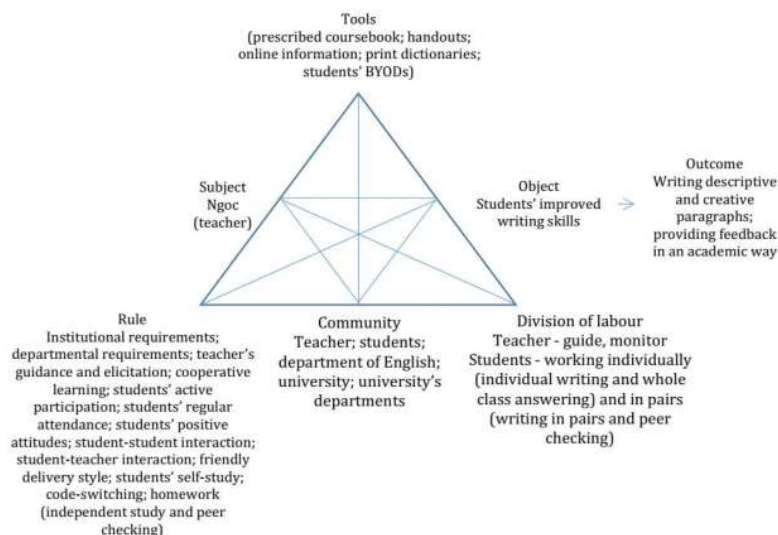 Tools
(prescribed coursebook; handouts;
online information; print dictionaries;
students' BYODs)
Subject
Ngoc
(teacher)
Object
Students' improved
writing skills
Outcome
Writing descriptive
and creative
paragraphs;
providing feedback
in an academic way
Rule
Institutional requirements;
departmental requirements; teacher's
guidance and elicitation; cooperative
learning; students' active
participation; students' regular
attendance; students' positive
attitudes; student-student interaction;
student-teacher interaction; friendly
delivery style; students' self-study;
code-switching; homework
(independent study and peer
checking)
Community
Teacher; students;
department of English;
university; university's
departments
Division of labour
Teacher - guide, monitor
Students - working individually
(individual writing and whole
class answering) and in pairs
(writing in pairs and peer
checking)